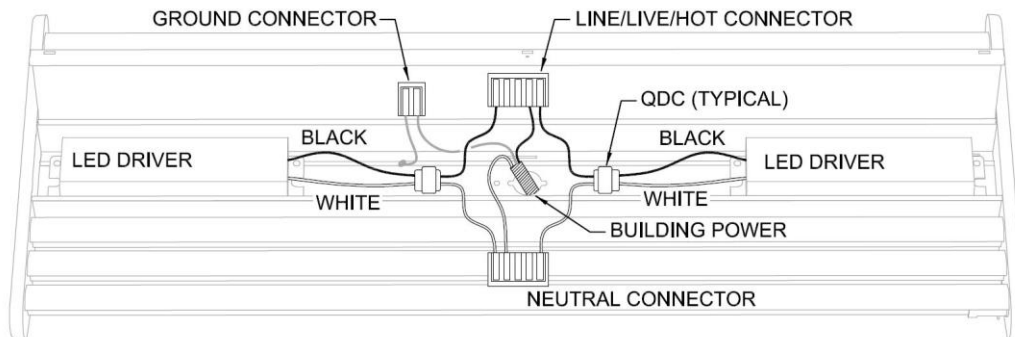 GROUND CONNECTOR
LINE/LIVE/HOT CONNECTOR
QDC (TYPICAL)
BLACK
BLACK
LED DRIVER
LED DRIVER
WHITE
WHITE
BUILDING POWER
NEUTRAL CONNECTOR